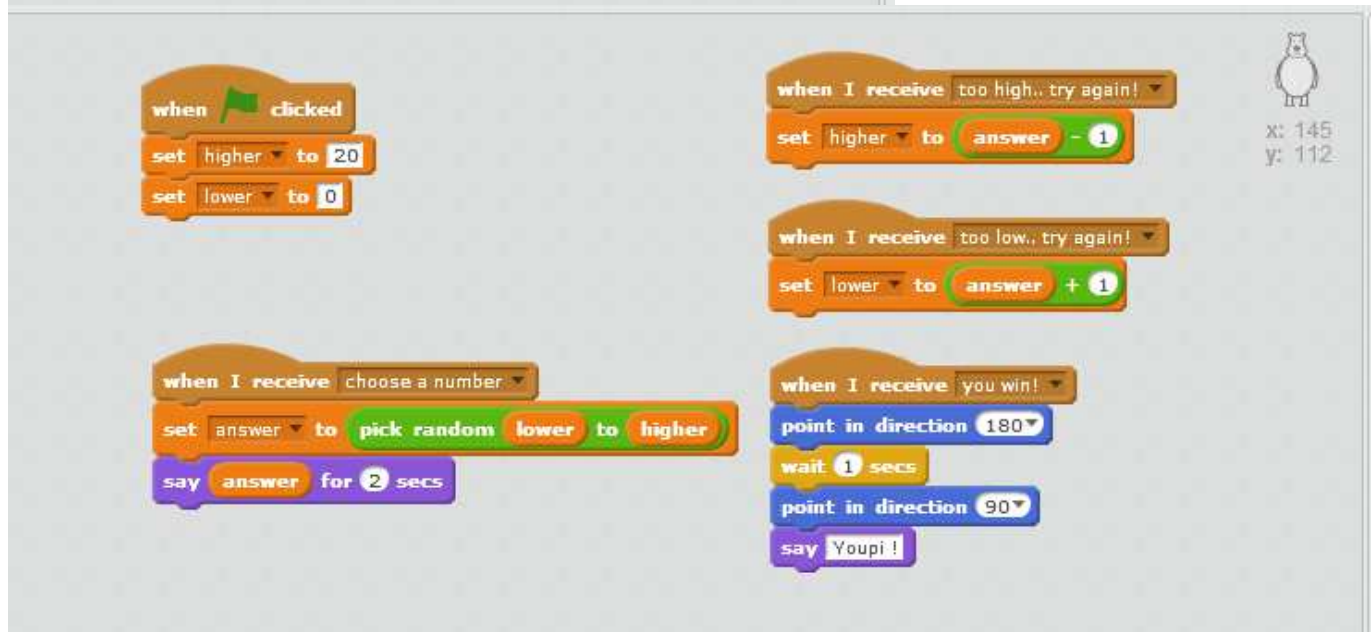 when clicked
set higher to 20
set lower to 0
when I receive choose a number
set answer to pick random lower to higher
say answer for 2 secs
when I receive too high.. try again!
set higher to answer - 1
when I receive too low.. try again!
set lower to answer + 1
when I receive you win!
point in direction 180
wait 1 secs
point in direction 90
say Youpi !
x: 145
y: 112